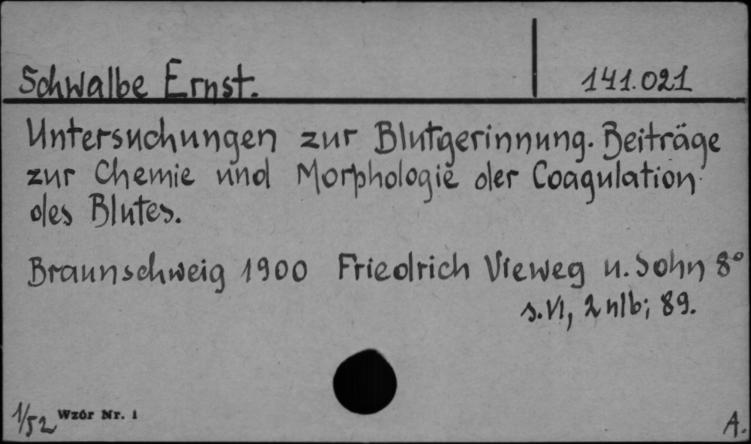 Schwalbe Ernst. 141.021
Untersuchungen zur Blutgerinnung. Beiträge
zur Chemie und Morphologie der Coagulation
des Blutes.
Braunschweig 1900 Friedrich Vieweg u. Sohn 8°
s. VI, 2 nlb; 89.
1/52 Wzór Nr. 1 A.